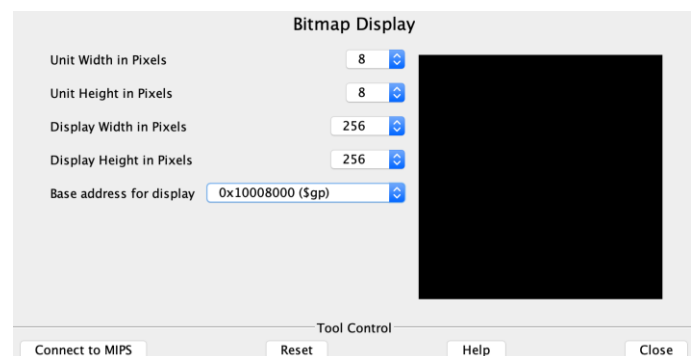 Bitmap Display
Unit Width in Pixels 8
Unit Height in Pixels 8
Display Width in Pixels 256
Display Height in Pixels 256
Base address for display 0x10008000 ($gp)
Tool Control
Connect to MIPS Reset Help Close